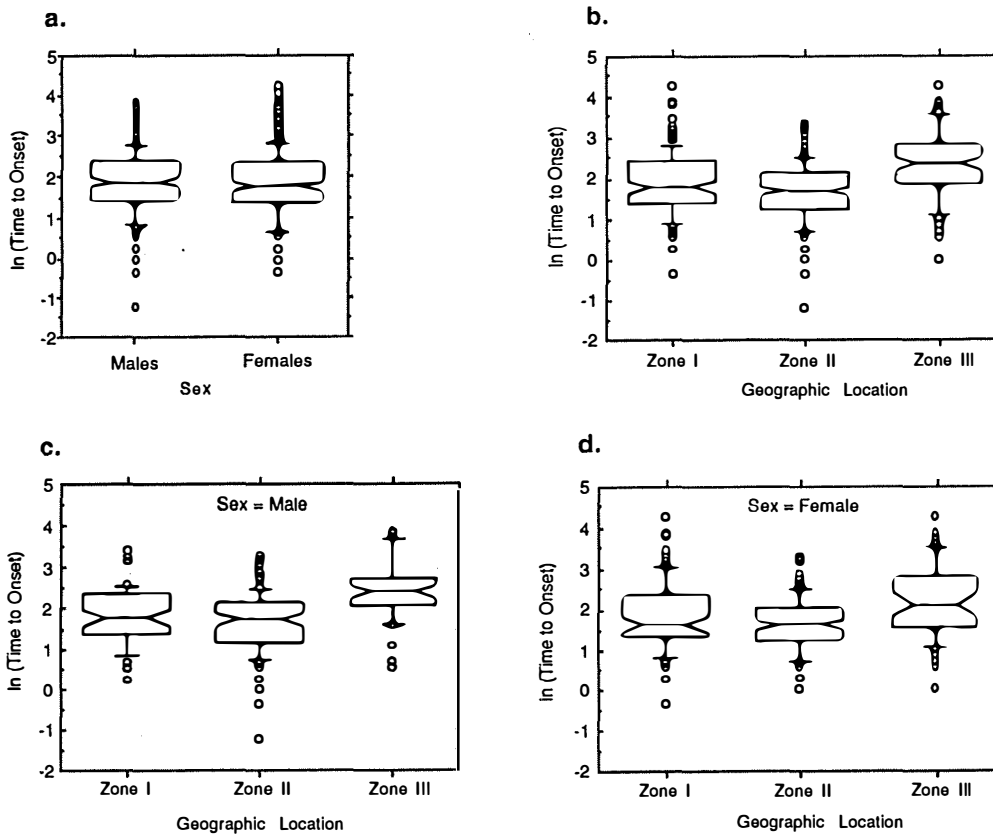 a.
5
4
3
2
1
0
-1
-2
ln (Time to Onset)
Males Females
Sex
b.
5
4
3
2
1
0
-1
-2
ln (Time to Onset)
Zone I Zone II Zone III
Geographic Location
c.
5
4
3
2
1
0
-1
-2
ln (Time to Onset)
Sex = Male
Zone I Zone II Zone III
Geographic Location
d.
5
4
3
2
1
0
-1
-2
ln (Time to Onset)
Sex = Female
Zone I Zone II Zone III
Geographic Location